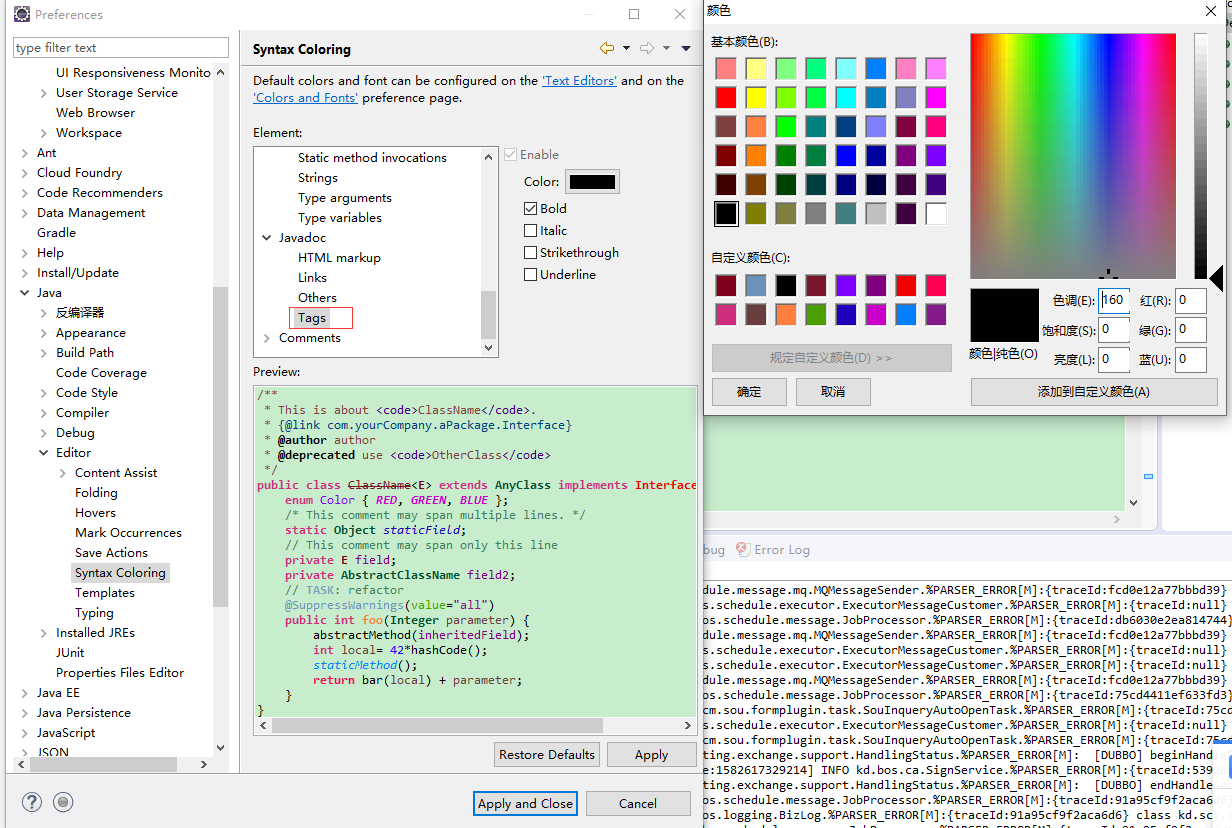 Preferences
type filter text
UI Responsiveness Monito
User Storage Service
Web Browser
Workspace
Ant
Cloud Foundry
Code Recommenders
Data Management
Gradle
Help
Install/Update
Java
反编译器
Appearance
Build Path
Code Coverage
Code Style
Compiler
Debug
Editor
Content Assist
Folding
Hovers
Mark Occurrences
Save Actions
Syntax Coloring
Templates
Typing
Installed JREs
JUnit
Properties Files Editor
Java EE
Java Persistence
JavaScript
JSON
Syntax Coloring
Default colors and font can be configured on the 'Text Editors' and on the
'Colors and Fonts' preference page.
Element:
Static method invocations
Strings
Type arguments
Type variables
Javadoc
HTML markup
Links
Others
Tags
Comments
Enable
Color:
Bold
Italic
Strikethrough
Underline
Preview:
/**
* This is about <code>ClassName</code>.
* {@link com.yourCompany.aPackage.Interface}
* @author author
* @deprecated use <code>OtherClass</code>
*/
public class ClassName<E> extends AnyClass implements Interface
enum Color { RED, GREEN, BLUE };
/* This comment may span multiple lines. */
static Object staticField;
// This comment may span only this line
private E field;
private AbstractClassName field2;
// TASK: refactor
@SuppressWarnings(value="all")
public int foo(Integer parameter) {
abstractMethod(inheritedField);
int local= 42*hashCode();
staticMethod();
return bar(local) + parameter;
}
}
Restore Defaults
Apply
Apply and Close
Cancel
颜色
基本颜色(B):
自定义颜色(C):
规定自定义颜色(D) >>
确定
取消
颜色|纯色(O)
色调(E): 160 红(R): 0
饱和度(S): 0 绿(G): 0
亮度(L): 0 蓝(U): 0
添加到自定义颜色(A)
bug
Error Log
dule.message.mq.MQMessageSender.%PARSER_ERROR[M]:{traceId:fcd0e12a77bbbd39}
s.schedule.executor.ExecutorMessageCustomer.%PARSER_ERROR[M]:{traceId:null}
os.schedule.message.JobProcessor.%PARSER_ERROR[M]:{traceId:db6030e2ea814744}
dule.message.mq.MQMessageSender.%PARSER_ERROR[M]:{traceId:fcd0e12a77bbbd39}
s.schedule.executor.ExecutorMessageCustomer.%PARSER_ERROR[M]:{traceId:null}
s.schedule.executor.ExecutorMessageCustomer.%PARSER_ERROR[M]:{traceId:null}
dule.message.mq.MQMessageSender.%PARSER_ERROR[M]:{traceId:fcd0e12a77bbbd39}
os.schedule.message.JobProcessor.%PARSER_ERROR[M]:{traceId:75cd4411ef633fd3}
cm.sou.formplugin.task.SouInqueryAutoOpenTask.%PARSER_ERROR[M]:{traceId:75cd
s.schedule.executor.ExecutorMessageCustomer.%PARSER_ERROR[M]:{traceId:null}
cm.sou.formplugin.task.SouInqueryAutoOpenTask.%PARSER_ERROR[M]:{traceId:75cd
ting.exchange.support.HandlingStatus.%PARSER_ERROR[M]: [DUBBO] beginHand
e:1582617329214] INFO kd.bos.ca.SignService.%PARSER_ERROR[M]:{traceId:539
ting.exchange.support.HandlingStatus.%PARSER_ERROR[M]: [DUBBO] endHandle
os.schedule.message.JobProcessor.%PARSER_ERROR[M]:{traceId:91a95cf9f2aca6d
os.logging.BizLog.%PARSER_ERROR[M]:{traceId:91a95cf9f2aca6d6} class kd.sc